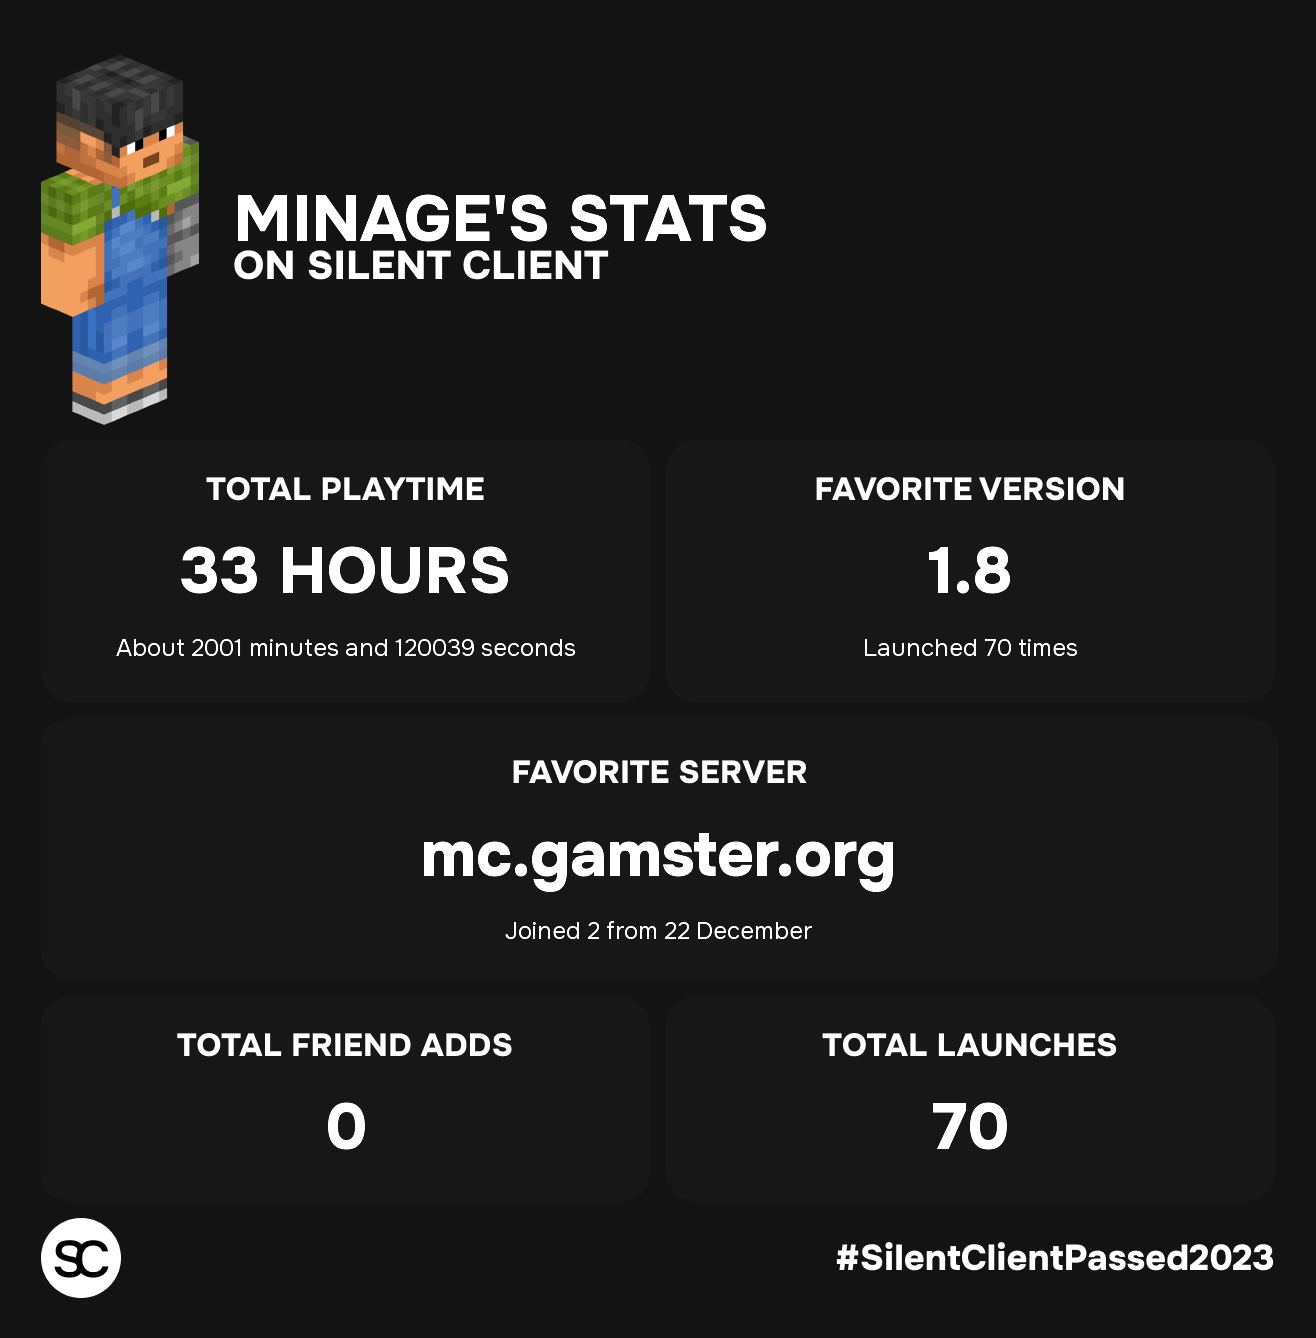 MINAGE'S STATS
ON SILENT CLIENT
TOTAL PLAYTIME
33 HOURS
About 2001 minutes and 120039 seconds
FAVORITE VERSION
1.8
Launched 70 times
FAVORITE SERVER
mc.gamster.org
Joined 2 from 22 December
TOTAL FRIEND ADDS
0
TOTAL LAUNCHES
70
SC
#SilentClientPassed2023